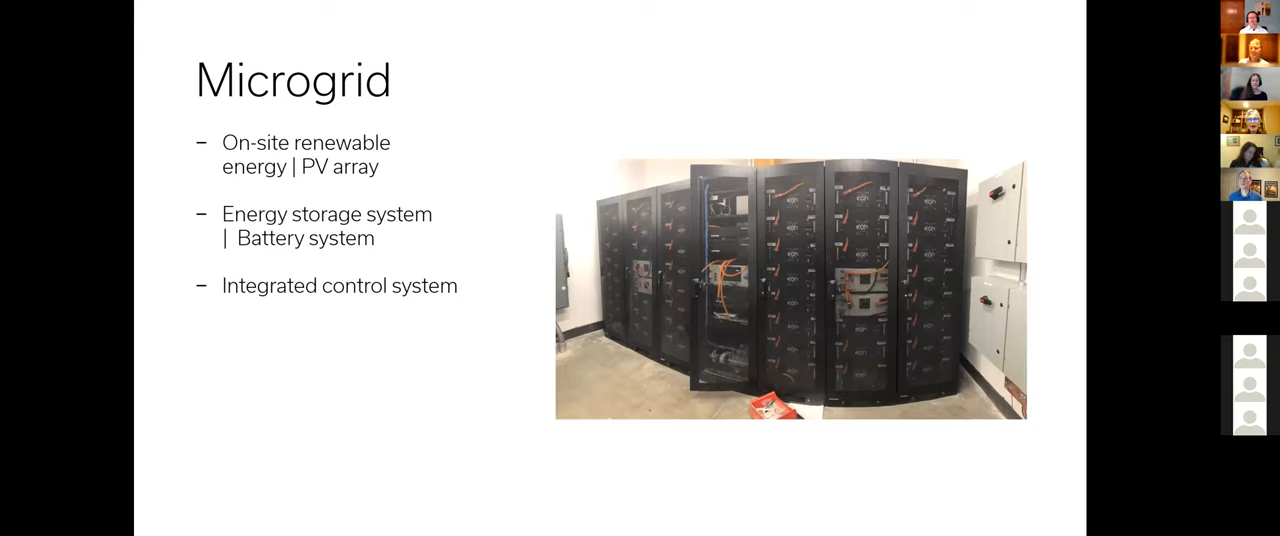 Microgrid
– On-site renewable
energy | PV array
– Energy storage system
| Battery system
– Integrated control system